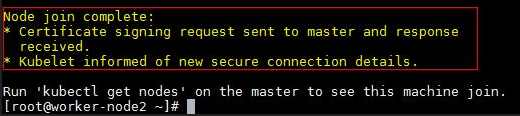 Node join complete:
* Certificate signing request sent to master and response
received.
* Kubelet informed of new secure connection details.
Run 'kubectl get nodes' on the master to see this machine join.
[root@worker-node2 ~]#